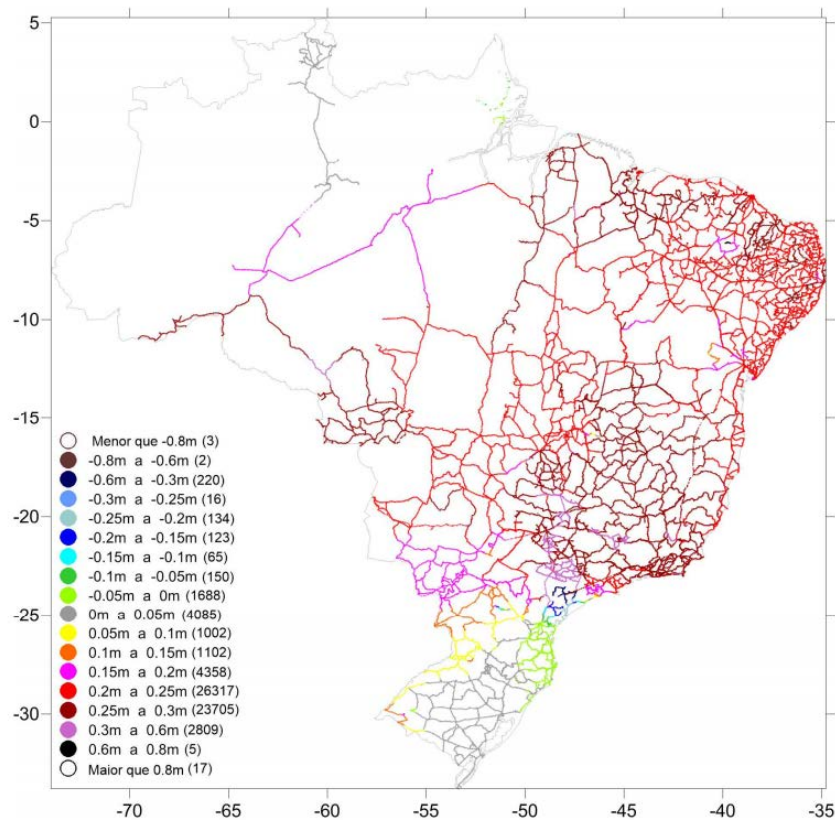 5
0
-5
-10
-15
-20
-25
-30
Menor que -0.8m (3)
-0.8m a -0.6m (2)
-0.6m a -0.3m (220)
-0.3m a -0.25m (16)
-0.25m a -0.2m (134)
-0.2m a -0.15m (123)
-0.15m a -0.1m (65)
-0.1m a -0.05m (150)
-0.05m a 0m (1688)
0m a 0.05m (4085)
0.05m a 0.1m (1002)
0.1m a 0.15m (1102)
0.15m a 0.2m (4358)
0.2m a 0.25m (26317)
0.25m a 0.3m (23705)
0.3m a 0.6m (2809)
0.6m a 0.8m (5)
Maior que 0.8m (17)
-70 -65 -60 -55 -50 -45 -40 -35